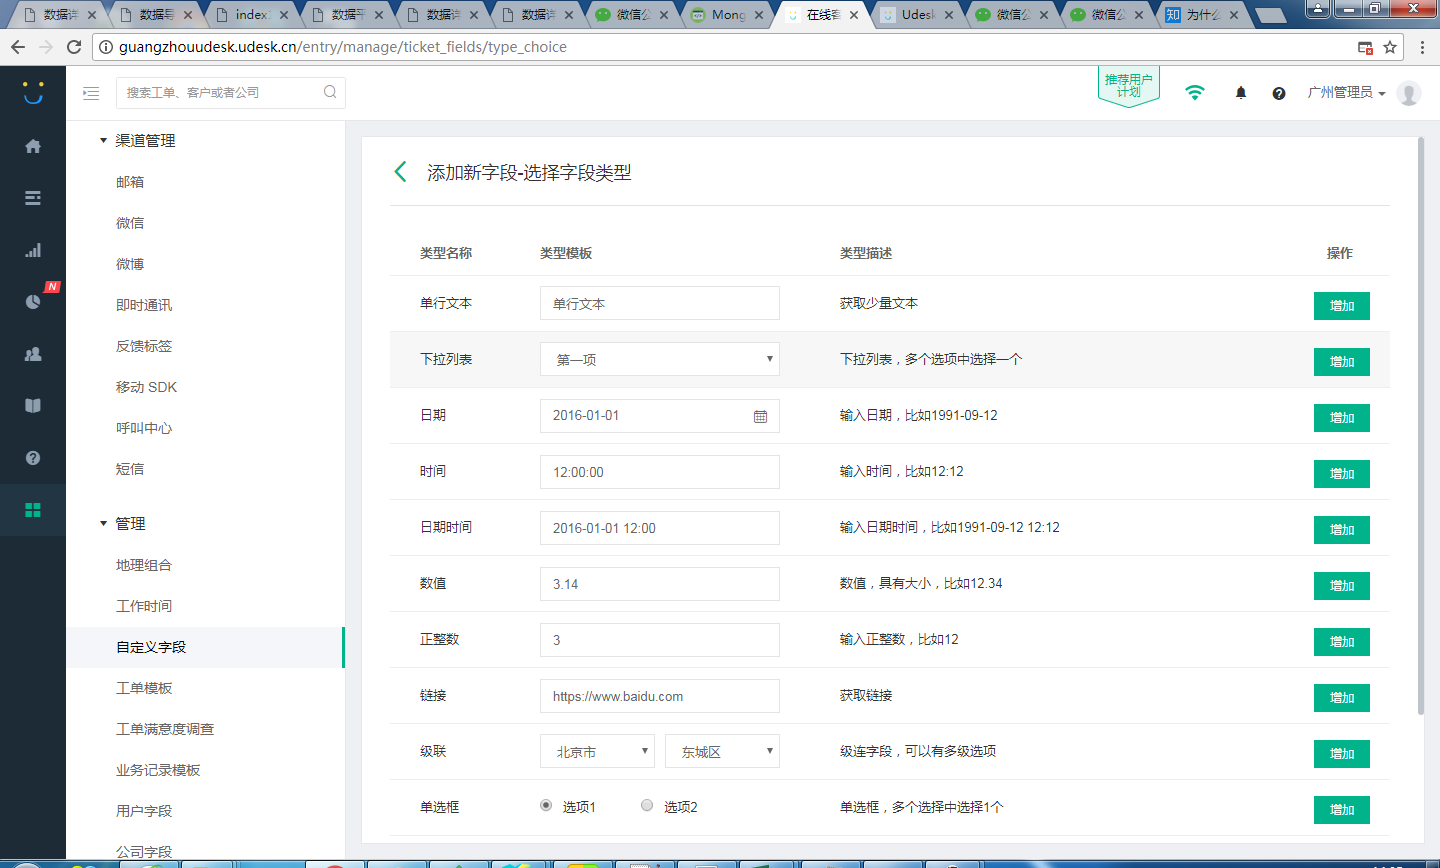 数据详
数据导
index
数据平
数据详
数据详
微信公
Mong
在线客
Udesk
微信公
微信公
为什么
guangzhouudesk.udesk.cn/entry/manage/ticket_fields/type_choice
搜索工单、客户或者公司
推荐用户
计划
广州管理员
N
渠道管理
邮箱
微信
微博
即时通讯
反馈标签
移动 SDK
呼叫中心
短信
管理
地理组合
工作时间
自定义字段
工单模板
工单满意度调查
业务记录模板
用户字段
公司字段
添加新字段-选择字段类型
类型名称 类型模板 类型描述 操作
单行文本 单行文本 获取少量文本 增加
下拉列表 第一项 下拉列表，多个选项中选择一个 增加
日期 2016-01-01 输入日期，比如1991-09-12 增加
时间 12:00:00 输入时间，比如12:12 增加
日期时间 2016-01-01 12:00 输入日期时间，比如1991-09-12 12:12 增加
数值 3.14 数值，具有大小，比如12.34 增加
正整数 3 输入正整数，比如12 增加
链接 https://www.baidu.com 获取链接 增加
级联 北京市 东城区 级连字段，可以有多级选项 增加
单选框 选项1 选项2 单选框，多个选择中选择1个 增加